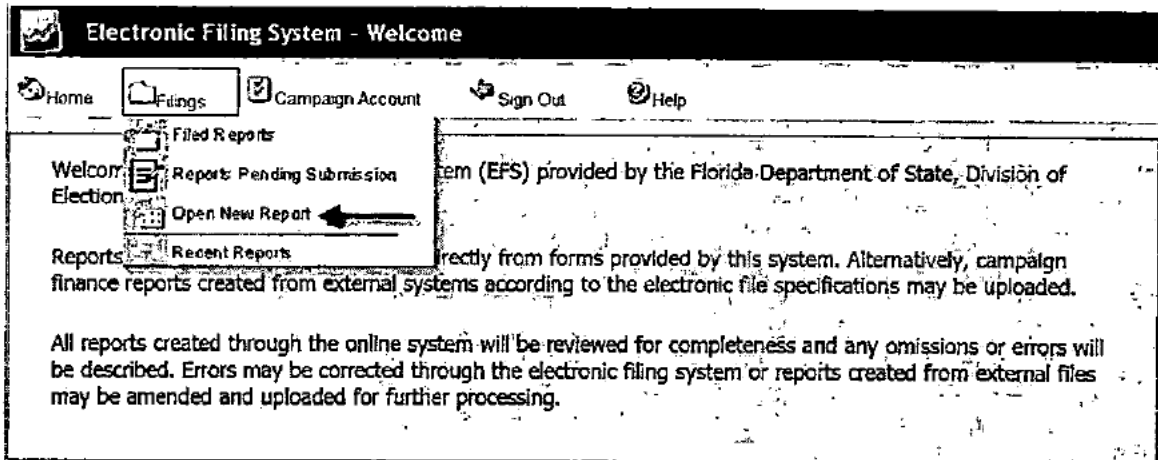 Electronic Filing System - Welcome
Home Filings Campaign Account Sign Out Help
Filed Reports
Reports Pending Submission
Open New Report
Recent Reports
Welcom em (EFS) provided by the Florida Department of State, Division of
Election
Reports rectly from forms provided by this system. Alternatively, campaign
finance reports created from external systems according to the electronic file specifications may be uploaded.
All reports created through the online system will be reviewed for completeness and any omissions or errors will
be described. Errors may be corrected through the electronic filing system or reports created from external files
may be amended and uploaded for further processing.